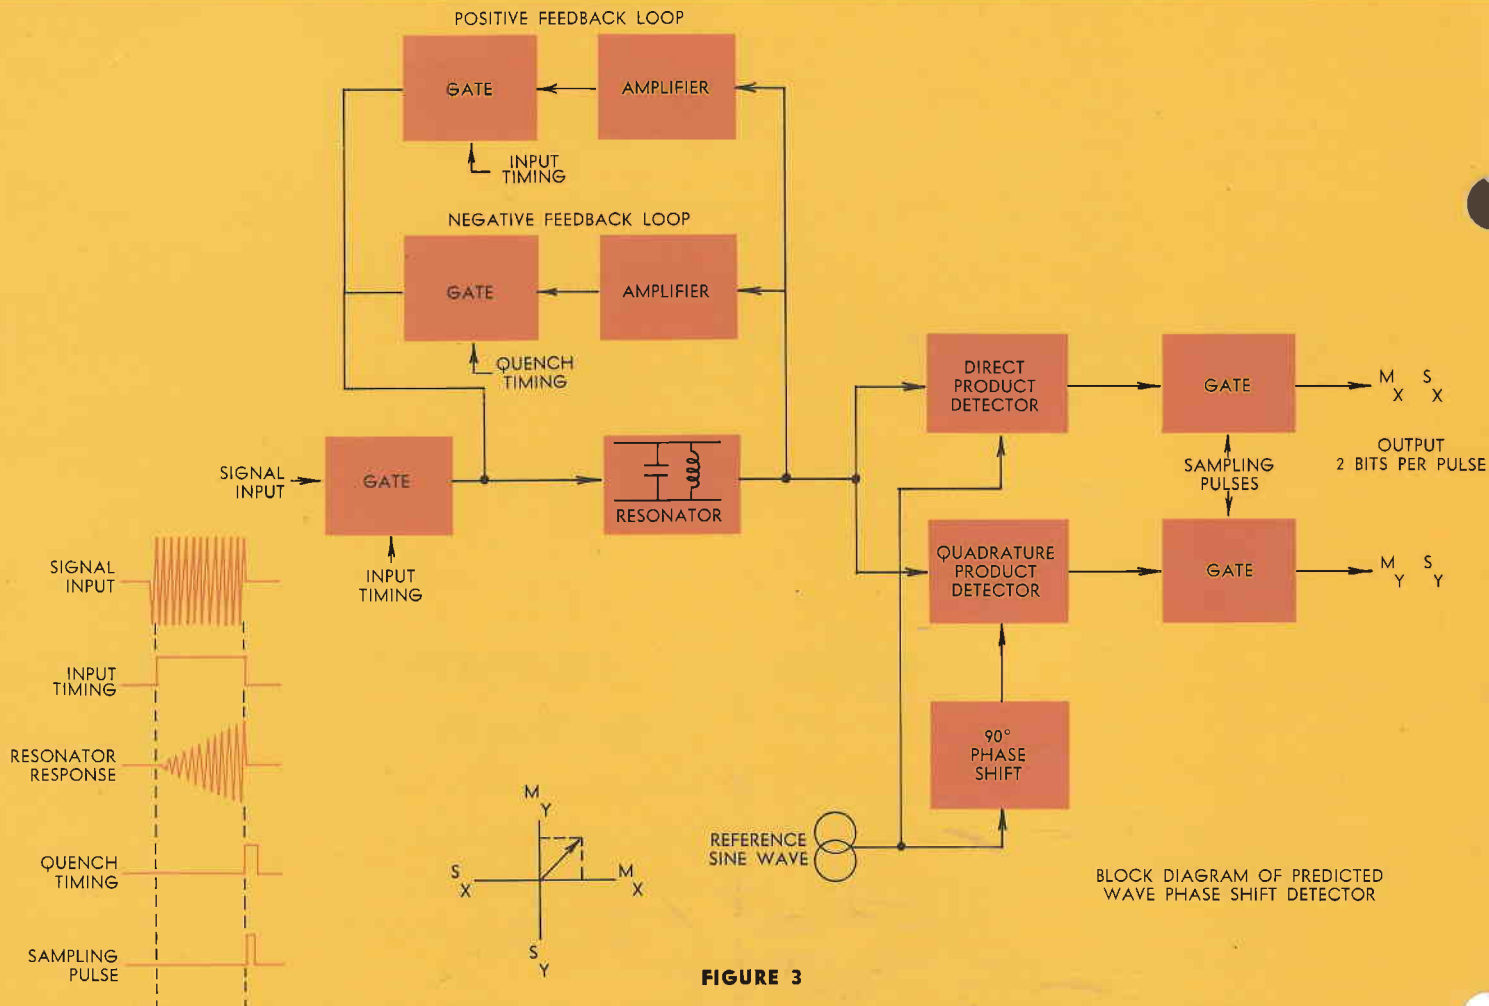 POSITIVE FEEDBACK LOOP
GATE
AMPLIFIER
INPUT
TIMING
NEGATIVE FEEDBACK LOOP
GATE
AMPLIFIER
QUENCH
TIMING
SIGNAL
INPUT
GATE
INPUT
TIMING
RESONATOR
DIRECT
PRODUCT
DETECTOR
GATE
M X S X
OUTPUT
2 BITS PER PULSE
SAMPLING
PULSES
QUADRATURE
PRODUCT
DETECTOR
GATE
M Y S Y
90°
PHASE
SHIFT
REFERENCE
SINE WAVE
SIGNAL
INPUT
INPUT
TIMING
RESONATOR
RESPONSE
QUENCH
TIMING
SAMPLING
PULSE
M Y
S X
M X
S Y
BLOCK DIAGRAM OF PREDICTED
WAVE PHASE SHIFT DETECTOR
FIGURE 3